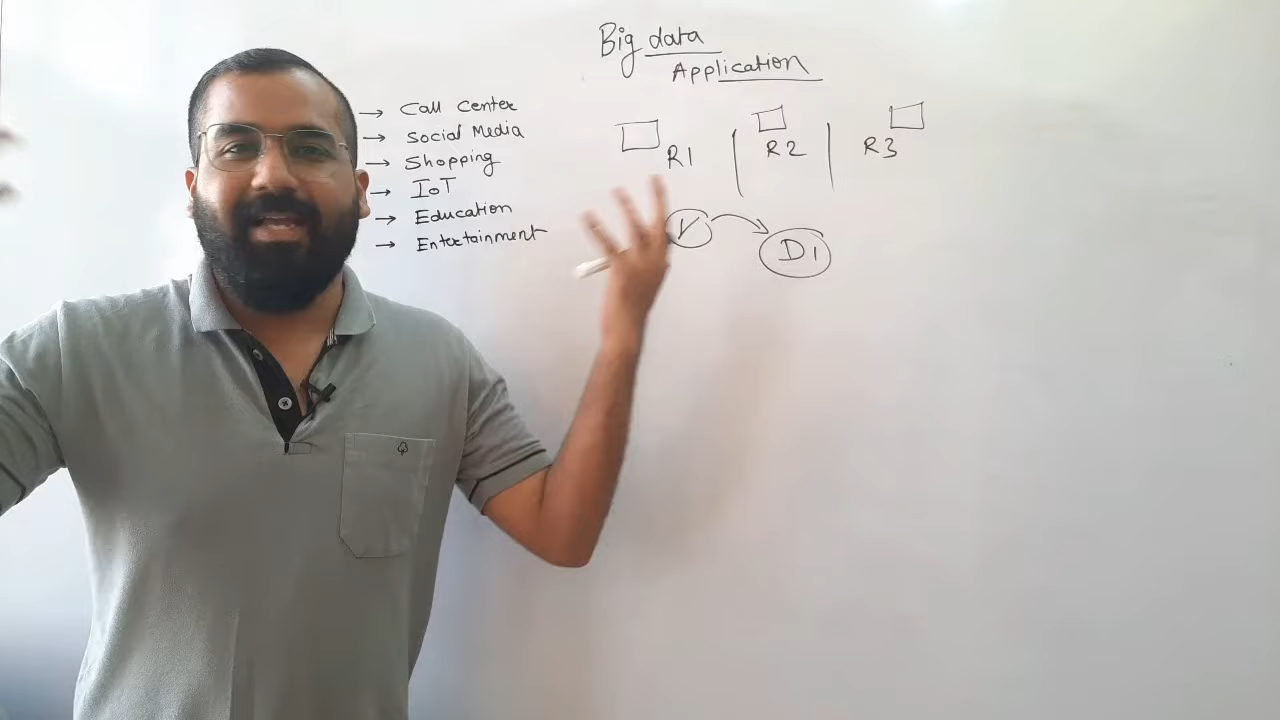 Big data
Application
→ Call Center
→ Social Media
→ Shopping
→ IoT
→ Education
→ Entertainment
R1 | R2 | R3
V → D1